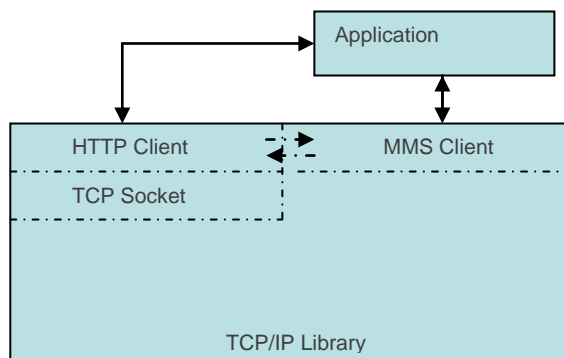 Application
HTTP Client
MMS Client
TCP Socket
TCP/IP Library